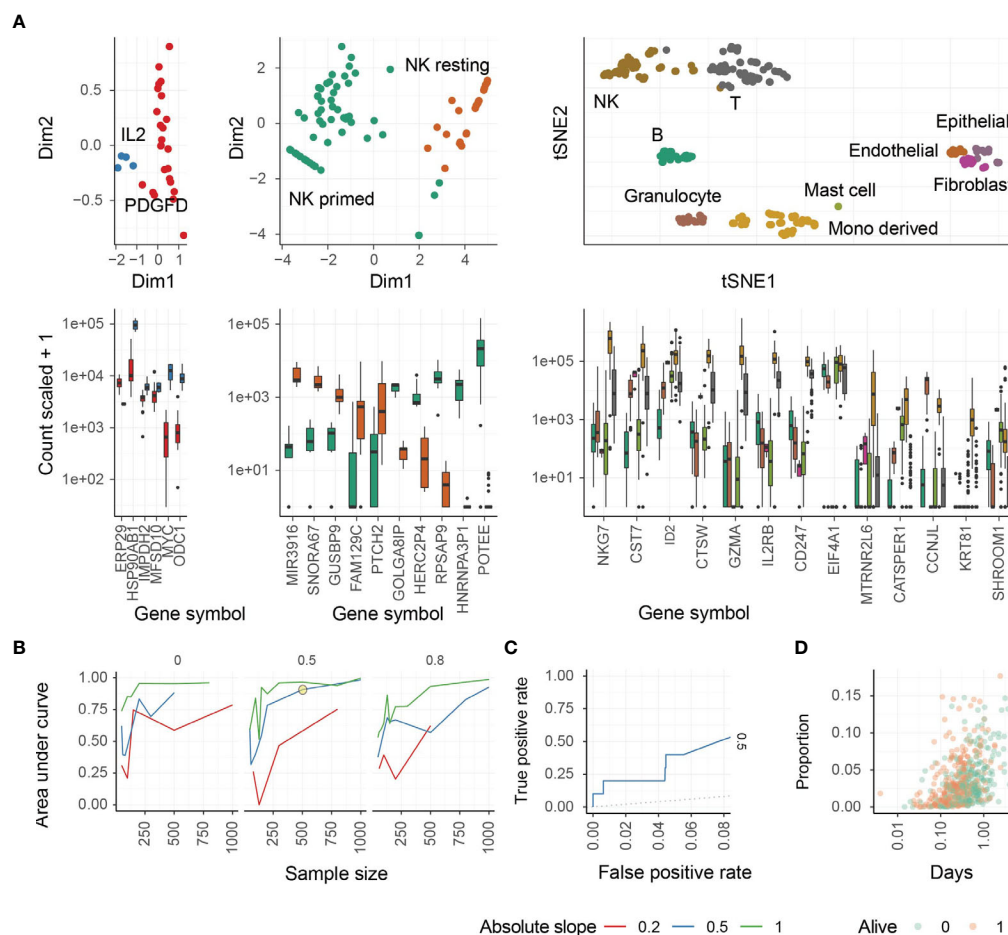 A
Dim2
0.5
0.0
−0.5
IL2
PDGFD
−2 −1 0 1
Dim1
Dim2
2
0
−2
−4
NK resting
NK primed
−4 −2 0 2 4
Dim1
tSNE2
NK
T
B
Epithelial
Endothelial
Fibroblas
Mast cell
Granulocyte
Mono derived
tSNE1
Count scaled + 1
1e+05
1e+04
1e+03
1e+02
ERP29
HSP90AB1
IMPDH2
MFSD10
MYC
ODC1
Gene symbol
1e+05
1e+03
1e+01
MIR3916
SNORA67
GUSBP9
FAM129C
PTCH2
GOLGA8IP
HERC2P4
RPSAP9
HNRNPA3P1
POTEE
Gene symbol
1e+05
1e+03
1e+01
NKG7
CST7
ID2
CTSW
GZMA
IL2RB
CD247
EIF4A1
MTRNR2L6
CATSPER1
CCNJL
KRT81
SHROOM1
Gene symbol
B
0 0.5 0.8
Area under curve
1.00
0.75
0.50
0.25
0.00
250 500 750 1000 250 500 750 1000 250 500 750 1000
Sample size
C
True positive rate
1.00
0.75
0.50
0.25
0.00
0.5
0.00 0.02 0.04 0.06 0.08
False positive rate
D
Proportion
0.15
0.10
0.05
0.00
0.01 0.10 1.00
Days
Absolute slope 0.2 0.5 1 Alive 0 1